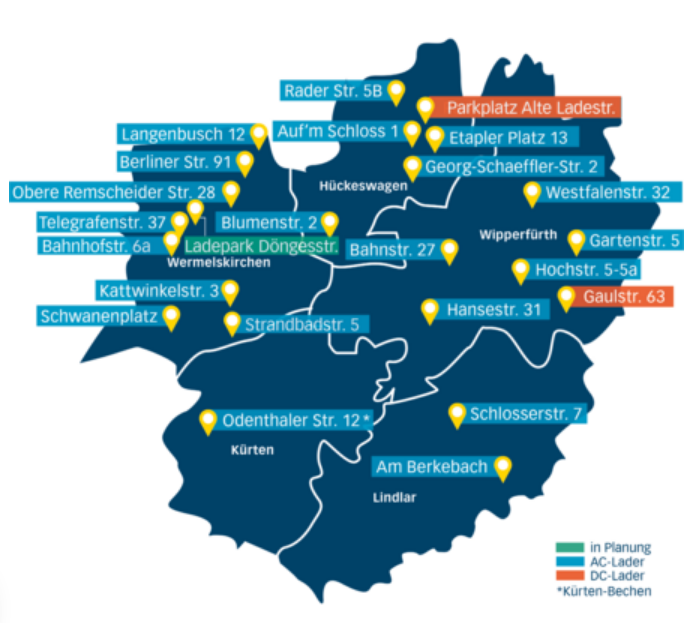 Rader Str. 5B
Parkplatz Alte Ladestr.
Langenbusch 12
Auf'm Schloss 1
Etapler Platz 13
Berliner Str. 91
Georg-Schaeffler-Str. 2
Hückeswagen
Obere Remscheider Str. 28
Westfalenstr. 32
Telegrafenstr. 37
Blumenstr. 2
Wipperfürth
Gartenstr. 5
Bahnhofstr. 6a
Ladepark Döngesstr.
Bahnstr. 27
Wermelskirchen
Hochstr. 5-5a
Kattwinkelstr. 3
Gaulstr. 63
Schwanenplatz
Strandbadstr. 5
Hansestr. 31
Odenthaler Str. 12*
Schlosserstr. 7
Kürten
Am Berkebach
Lindlar
in Planung
AC-Lader
DC-Lader
*Kürten-Bechen